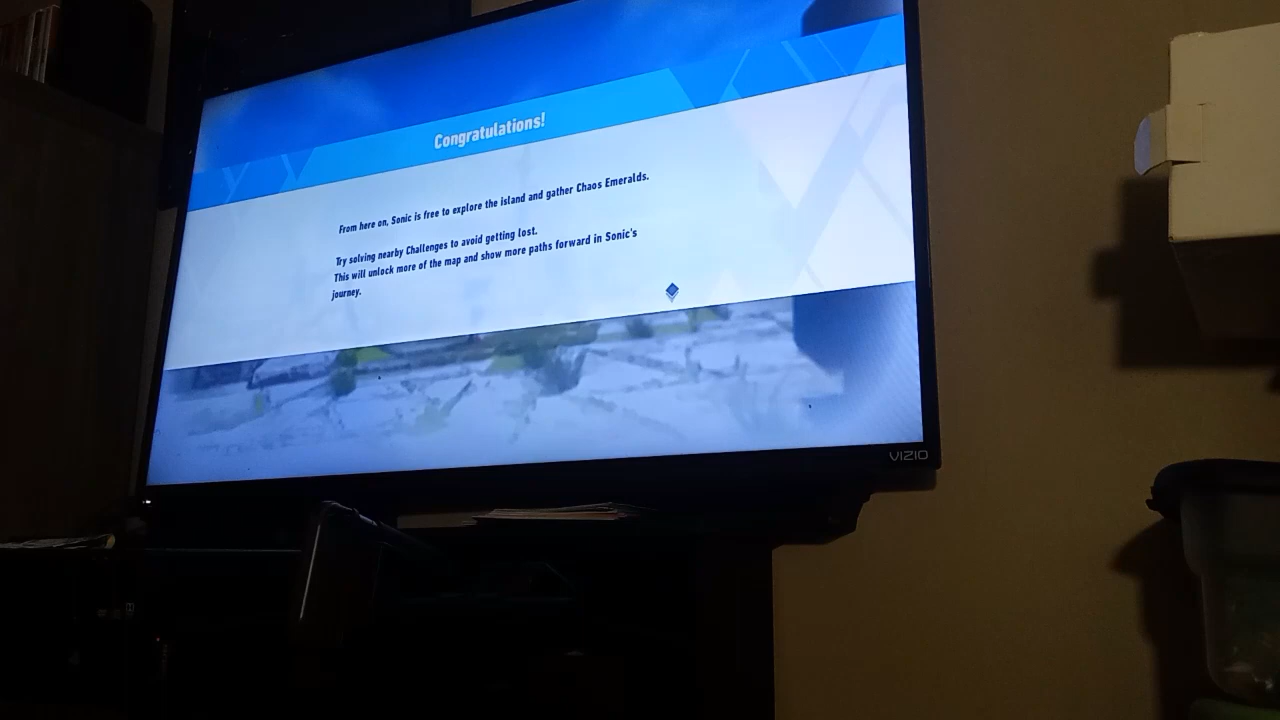 Congratulations!
From here on, Sonic is free to explore the island and gather Chaos Emeralds.
Try solving nearby Challenges to avoid getting lost.
This will unlock more of the map and show more paths forward in Sonic's
journey.
VIZIO